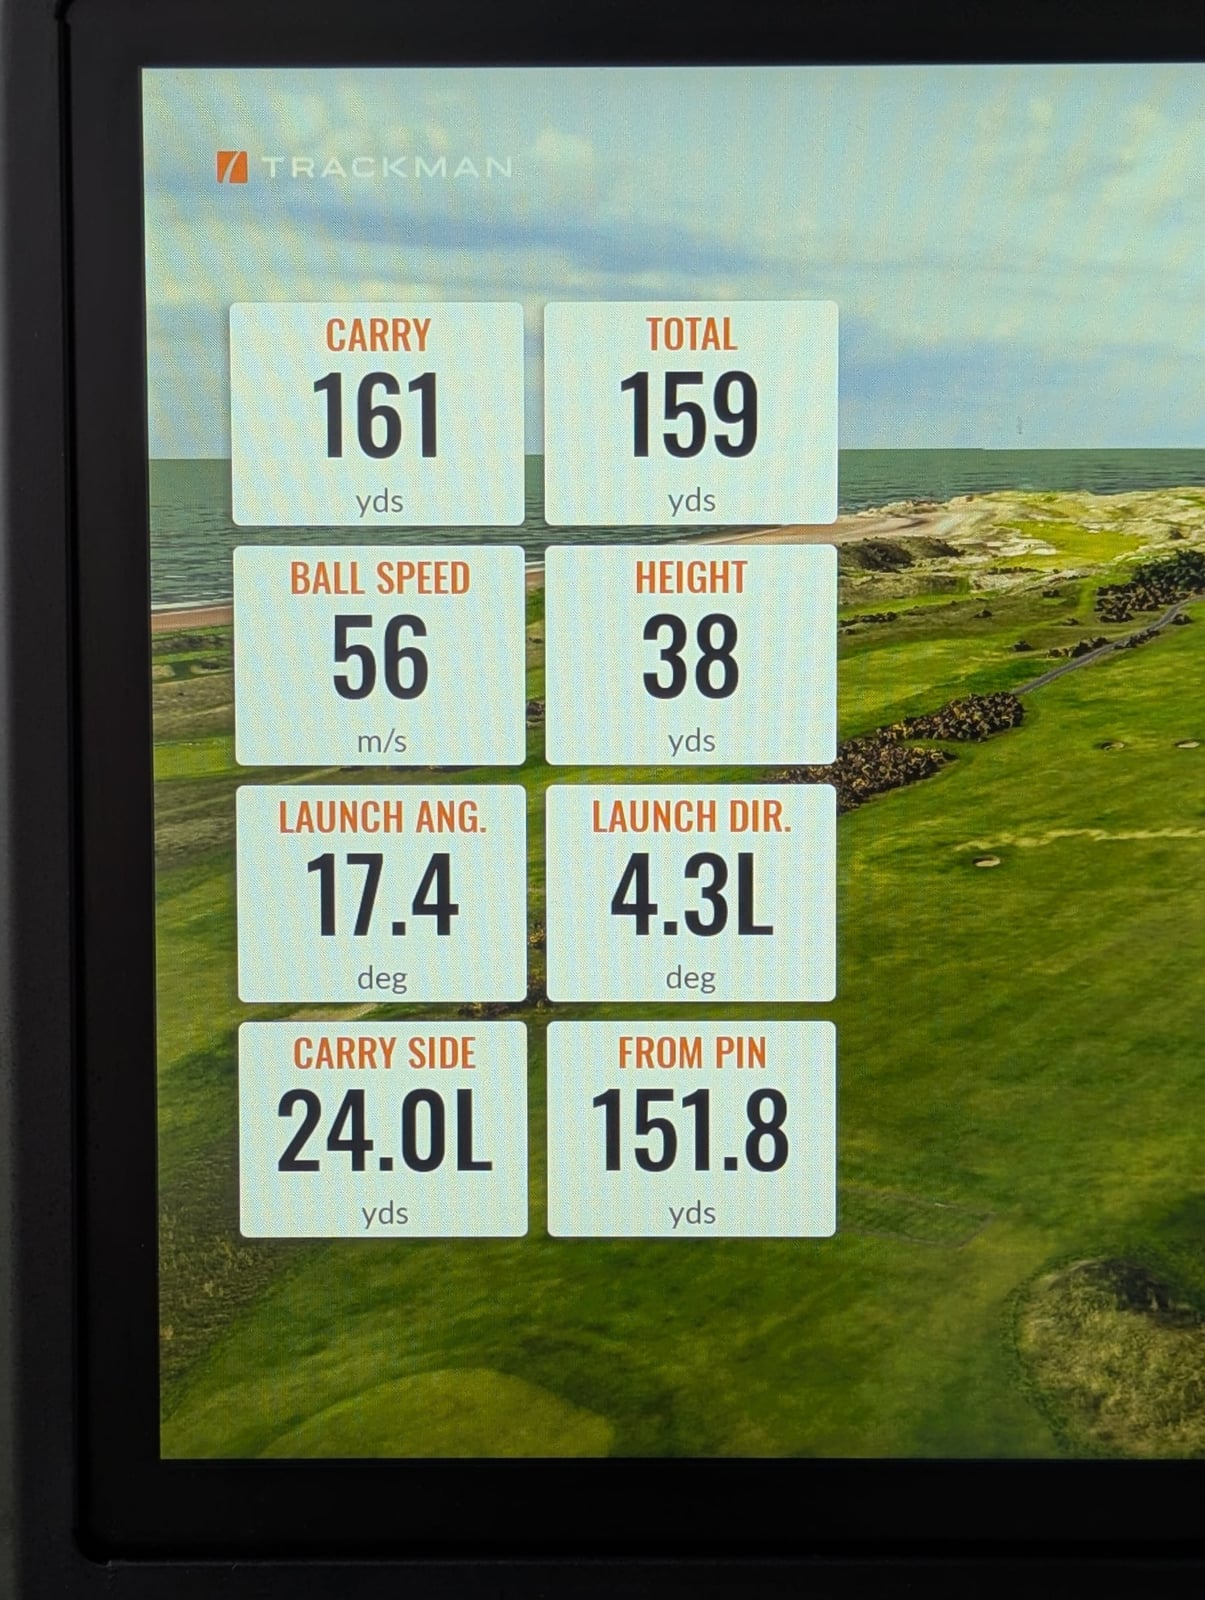 TRACKMAN
CARRY
161
yds
TOTAL
159
yds
BALL SPEED
56
m/s
HEIGHT
38
yds
LAUNCH ANG.
17.4
deg
LAUNCH DIR.
4.3L
deg
CARRY SIDE
24.0L
yds
FROM PIN
151.8
yds